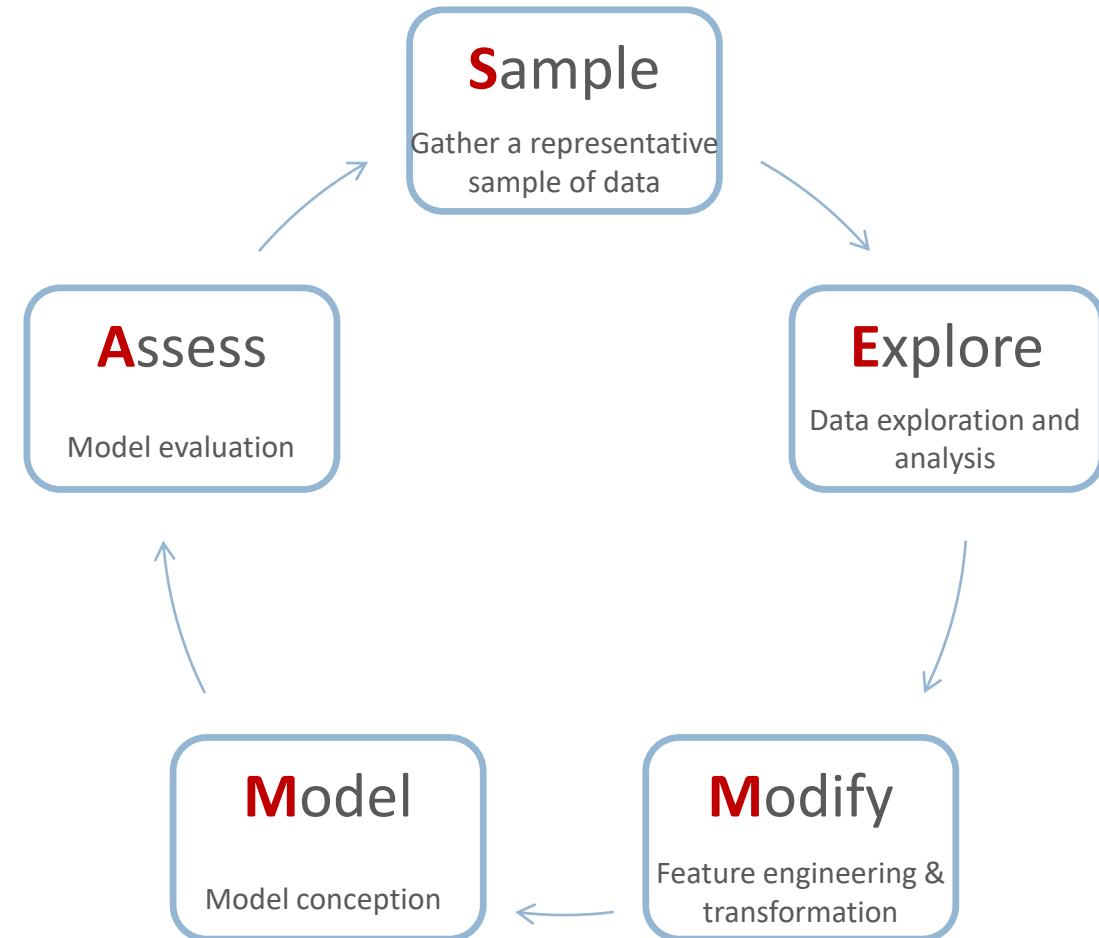 Sample
Gather a representative
sample of data
Explore
Data exploration and
analysis
Modify
Feature engineering &
transformation
Model
Model conception
Assess
Model evaluation